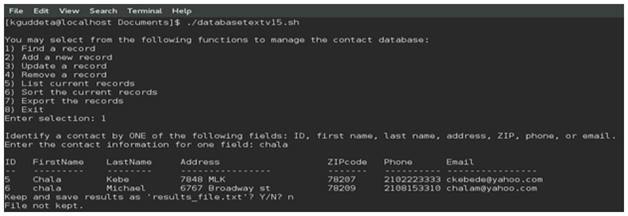 File Edit View Search Terminal Help
[kguddeta@localhost Documents]$ ./databasetextv15.sh
You may select from the following functions to manage the contact database:
1) Find a record
2) Add a new record
3) Update a record
4) Remove a record
5) List current records
6) Sort the current records
7) Export the records
8) Exit
Enter selection: 1
Identify a contact by ONE of the following fields: ID, first name, last name, address, ZIP, phone, or email.
Enter the contact information for one field: chala
ID FirstName LastName Address ZIPcode Phone Email
-- --------- -------- ---------------- ------- ----- -----
5 Chala Kebe 7848 MLK 78207 2102223333 ckebede@yahoo.com
6 chala Michael 6767 Broadway st 78209 2108153310 chalam@yahoo.com
Keep and save results as 'results_file.txt'? Y/N? n
File not kept.